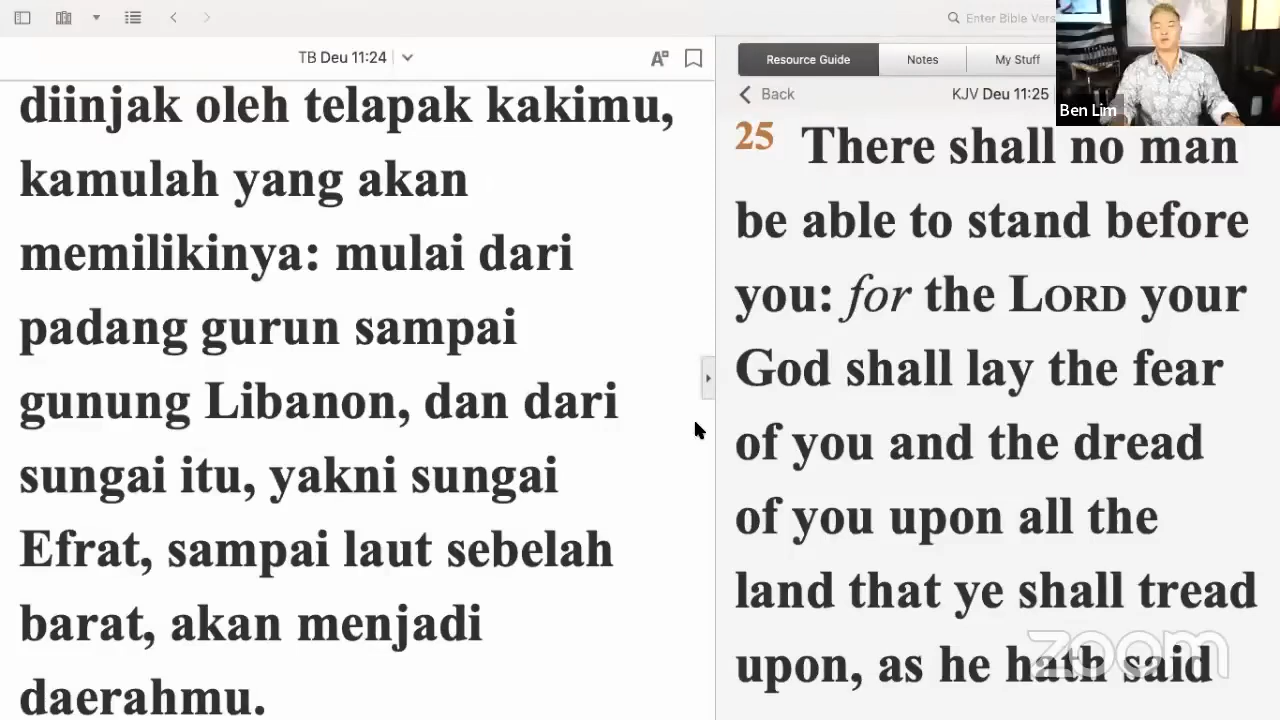 TB Deu 11:24
diinjak oleh telapak kakimu,
kamulah yang akan
memilikinya: mulai dari
padang gurun sampai
gunung Libanon, dan dari
sungai itu, yakni sungai
Efrat, sampai laut sebelah
barat, akan menjadi
daerahmu.
Enter Bible Vers
Resource Guide Notes My Stuff
Back KJV Deu 11:25
25 There shall no man
be able to stand before
you: for the LORD your
God shall lay the fear
of you and the dread
of you upon all the
land that ye shall tread
upon, as he hath said
Ben Lim
zoom